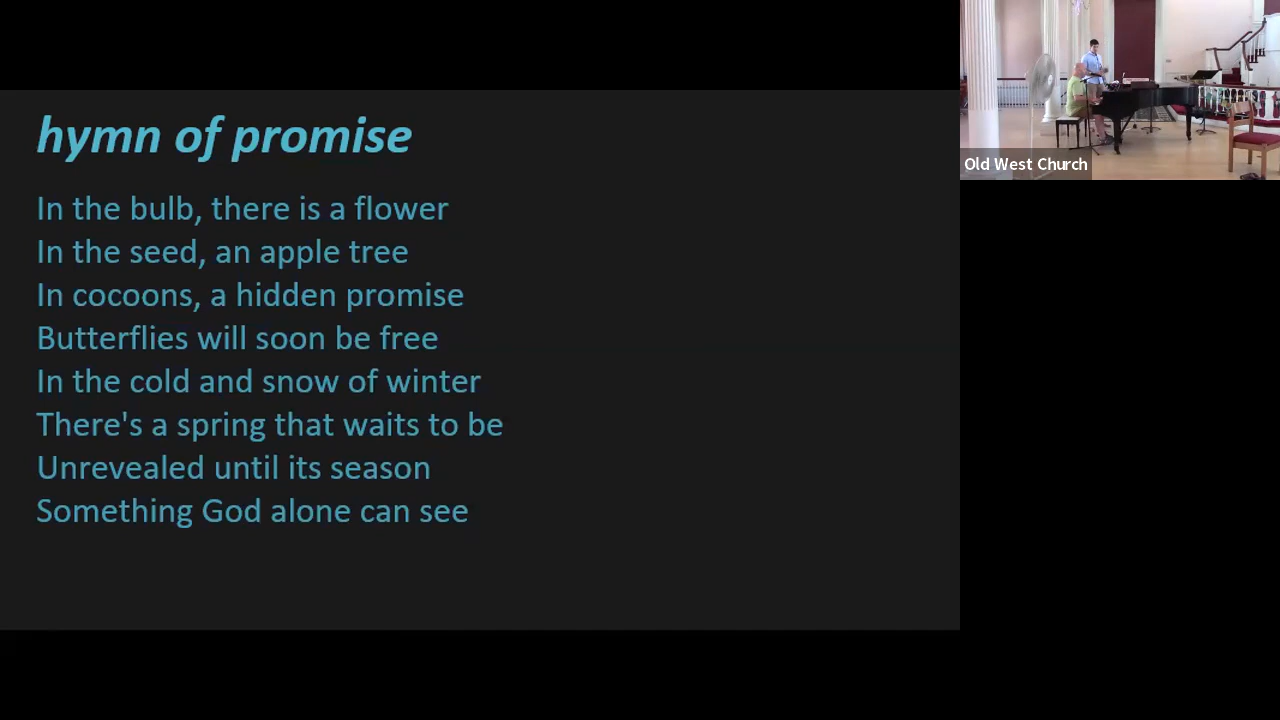 hymn of promise
In the bulb, there is a flower
In the seed, an apple tree
In cocoons, a hidden promise
Butterflies will soon be free
In the cold and snow of winter
There's a spring that waits to be
Unrevealed until its season
Something God alone can see
Old West Church